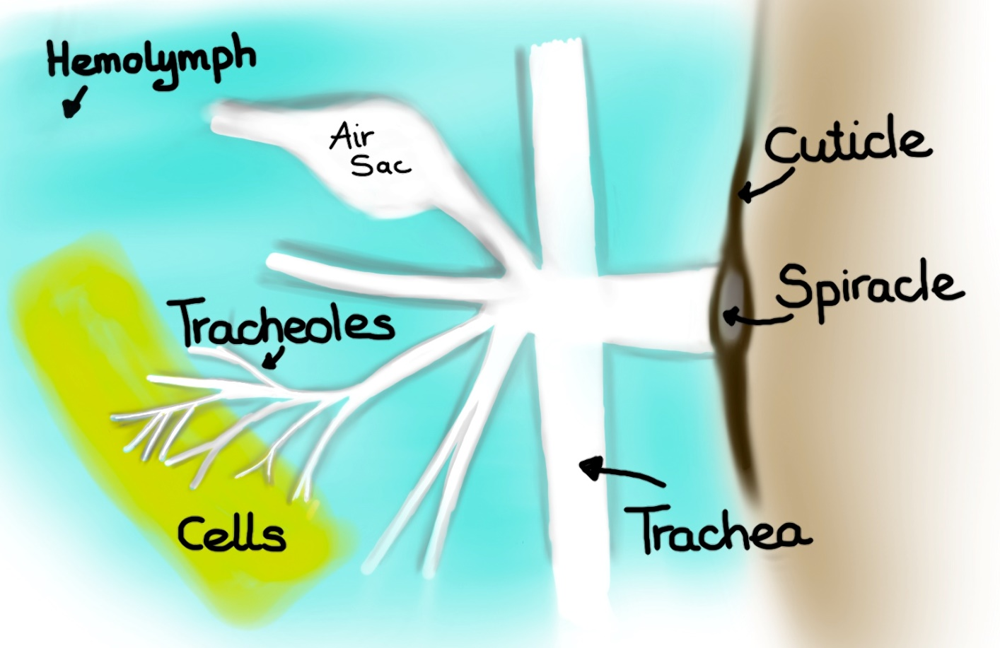 Hemolymph
Air
Sac
Cuticle
Spiracle
Tracheoles
Cells
Trachea